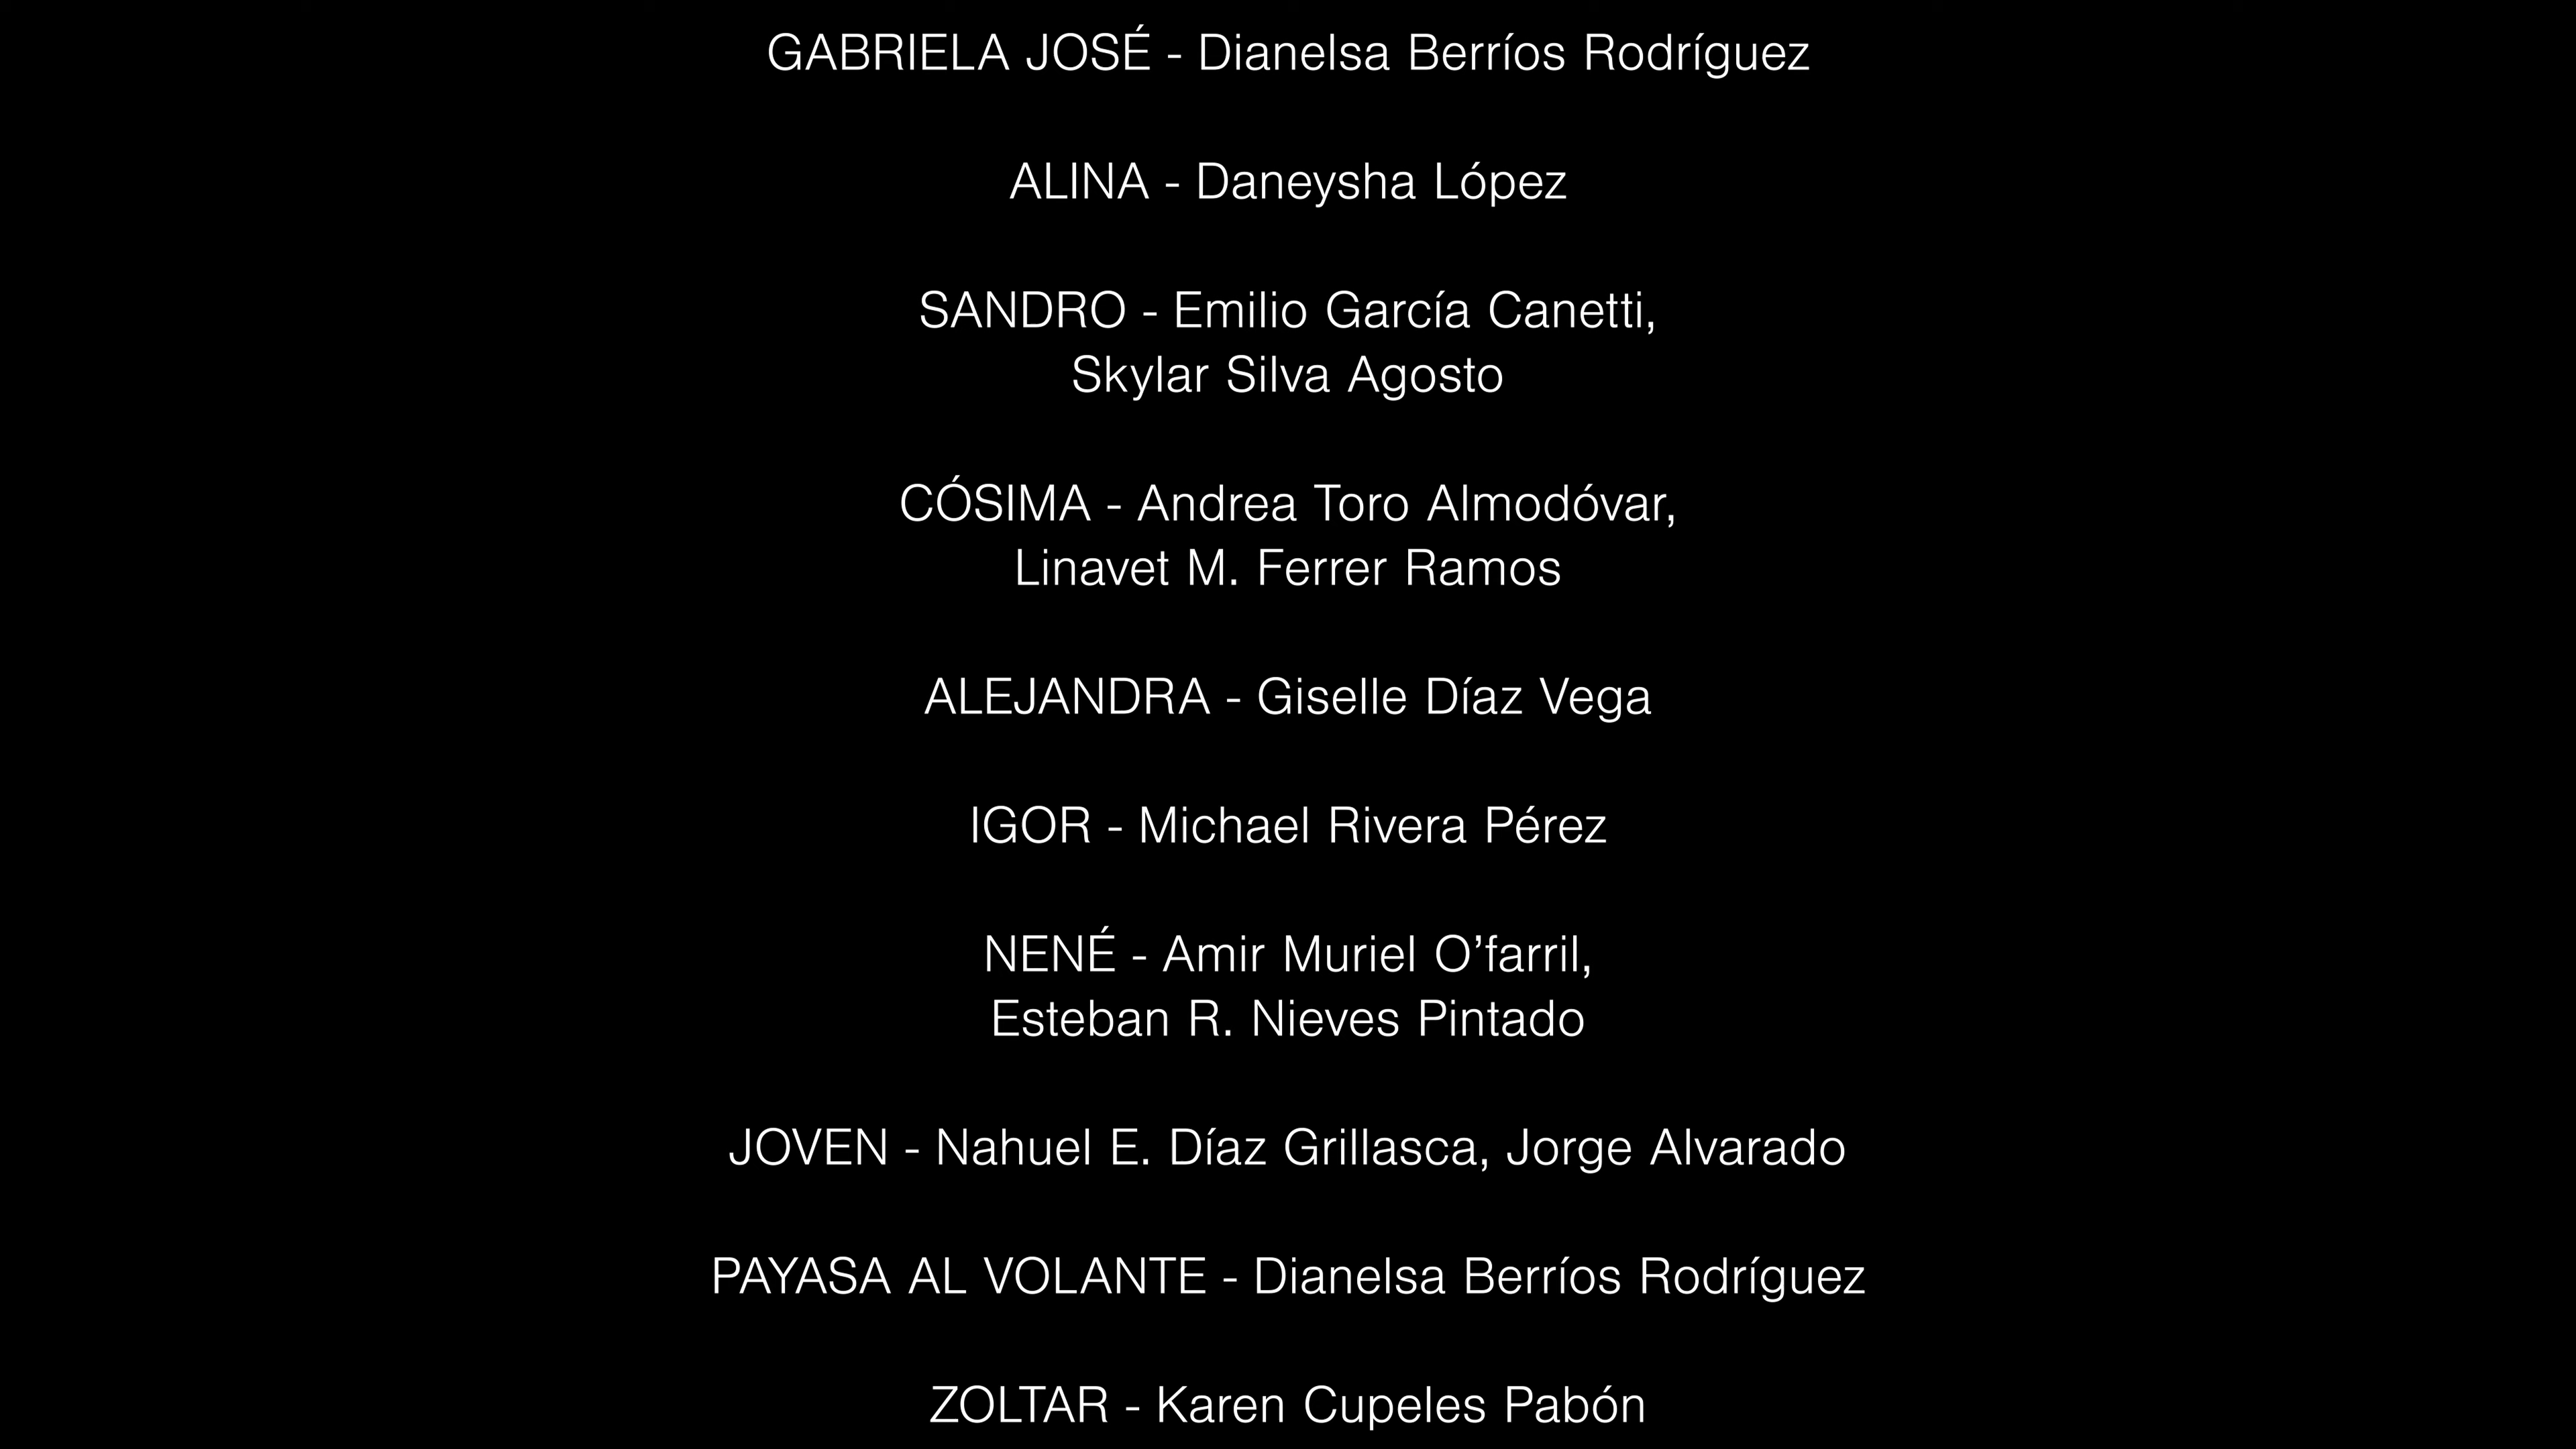 GABRIELA JOSÉ - Dianelsa Berríos Rodríguez
ALINA - Daneysha López
SANDRO - Emilio García Canetti,
Skylar Silva Agosto
CÓSIMA - Andrea Toro Almodóvar,
Linavet M. Ferrer Ramos
ALEJANDRA - Giselle Díaz Vega
IGOR - Michael Rivera Pérez
NENÉ - Amir Muriel O’farril,
Esteban R. Nieves Pintado
JOVEN - Nahuel E. Díaz Grillasca, Jorge Alvarado
PAYASA AL VOLANTE - Dianelsa Berríos Rodríguez
ZOLTAR - Karen Cupeles Pabón